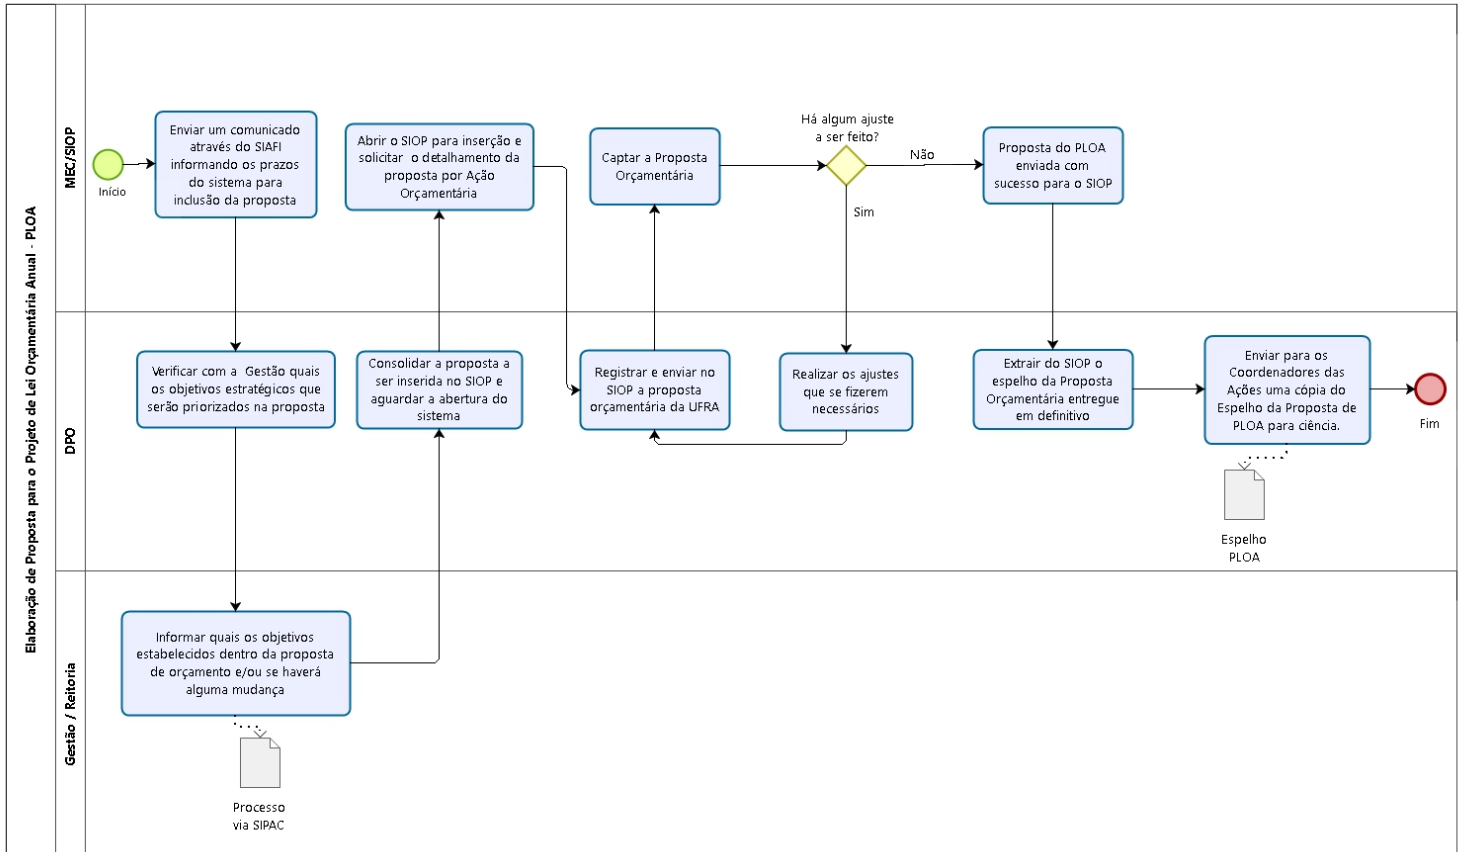 Elaboração de Proposta para o Projeto de Lei Orçamentária Anual - PLOA
MEC/SIOP
Início
Enviar um comunicado
através do SIAFI
informando os prazos
do sistema para
inclusão da proposta
Abrir o SIOP para inserção e
solicitar o detalhamento da
proposta por Ação
Orçamentária
Captar a Proposta
Orçamentária
Há algum ajuste
a ser feito?
Não
Sim
Proposta do PLOA
enviada com
sucesso para o SIOP
DPO
Verificar com a Gestão quais
os objetivos estratégicos que
serão priorizados na proposta
Consolidar a proposta a
ser inserida no SIOP e
aguardar a abertura do
sistema
Registrar e enviar no
SIOP a proposta
orçamentária da UFRA
Realizar os ajustes
que se fizerem
necessários
Extrair do SIOP o
espelho da Proposta
Orçamentária entregue
em definitivo
Enviar para os
Coordenadores das
Ações uma cópia do
Espelho da Proposta de
PLOA para ciência.
Fim
Espelho
PLOA
Gestão / Reitoria
Informar quais os objetivos
estabelecidos dentro da proposta
de orçamento e/ou se haverá
alguma mudança
Processo
via SIPAC